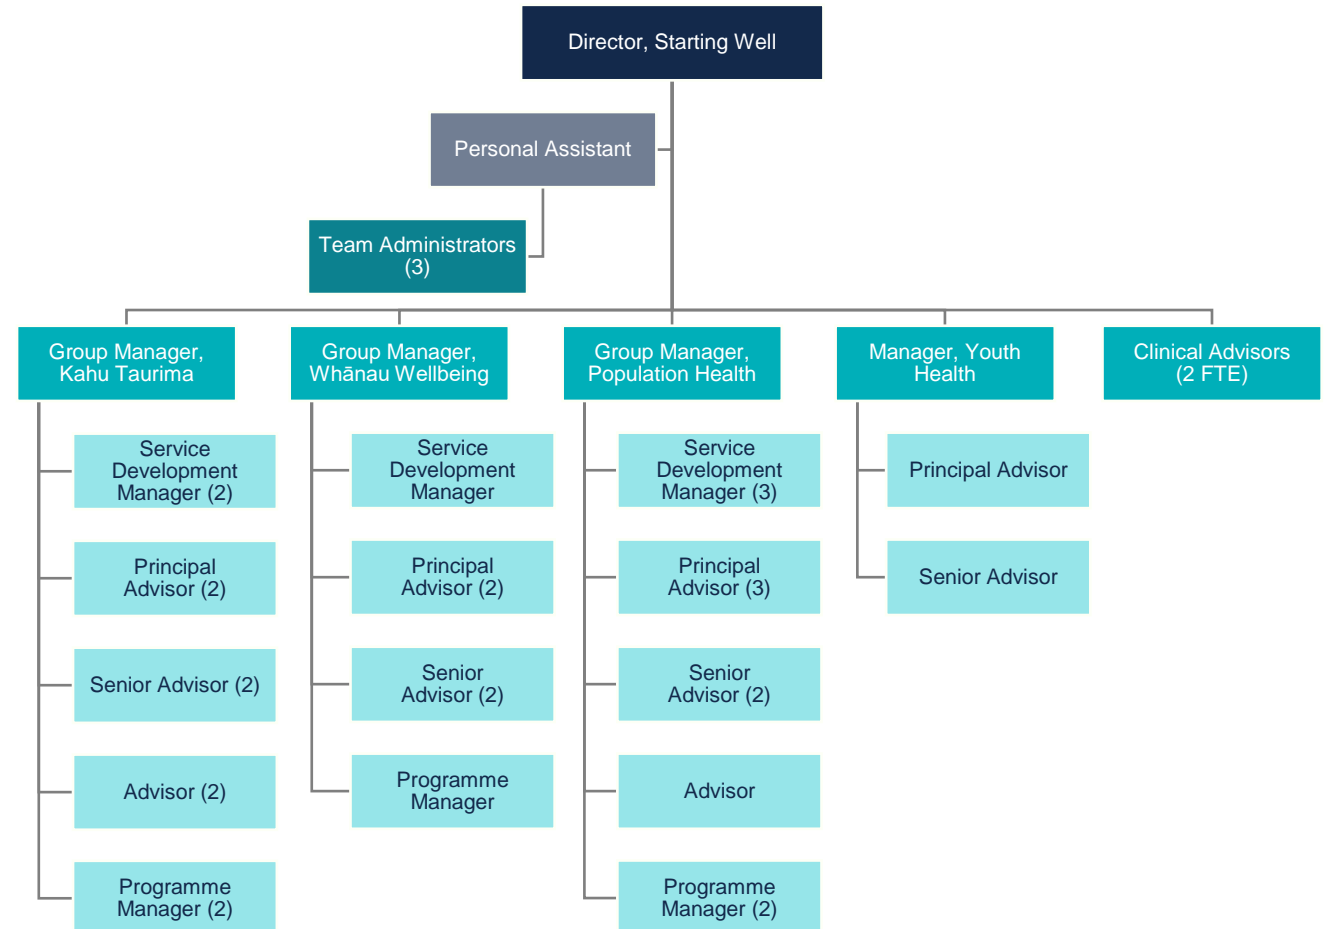 Director, Starting Well
Personal Assistant
Team Administrators
(3)
Group Manager,
Kahu Taurima
Group Manager,
Whānau Wellbeing
Group Manager,
Population Health
Manager, Youth
Health
Clinical Advisors
(2 FTE)
Service
Development
Manager (2)
Principal
Advisor (2)
Senior Advisor (2)
Advisor (2)
Programme
Manager (2)
Service
Development
Manager
Principal
Advisor (2)
Senior
Advisor (2)
Programme
Manager
Service
Development
Manager (3)
Principal
Advisor (3)
Senior
Advisor (2)
Advisor
Programme
Manager (2)
Principal Advisor
Senior Advisor